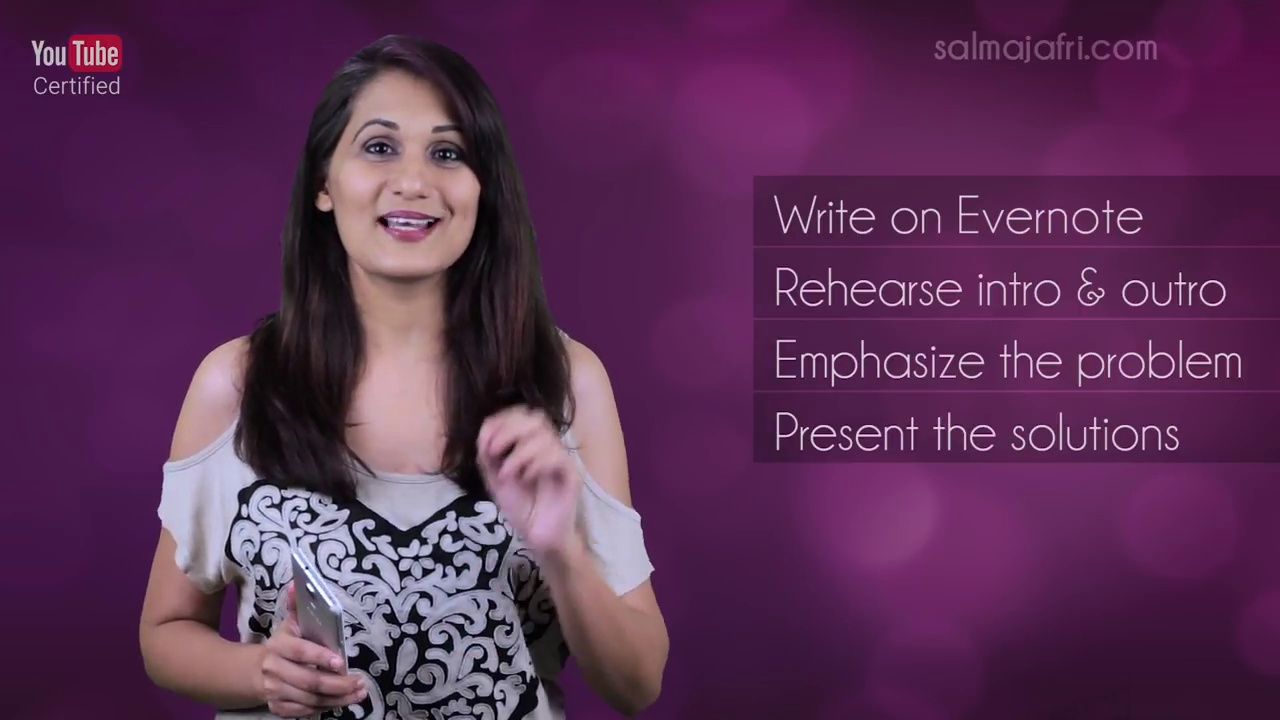 YouTube
Certified
salmajafri.com
Write on Evernote
Rehearse intro & outro
Emphasize the problem
Present the solutions